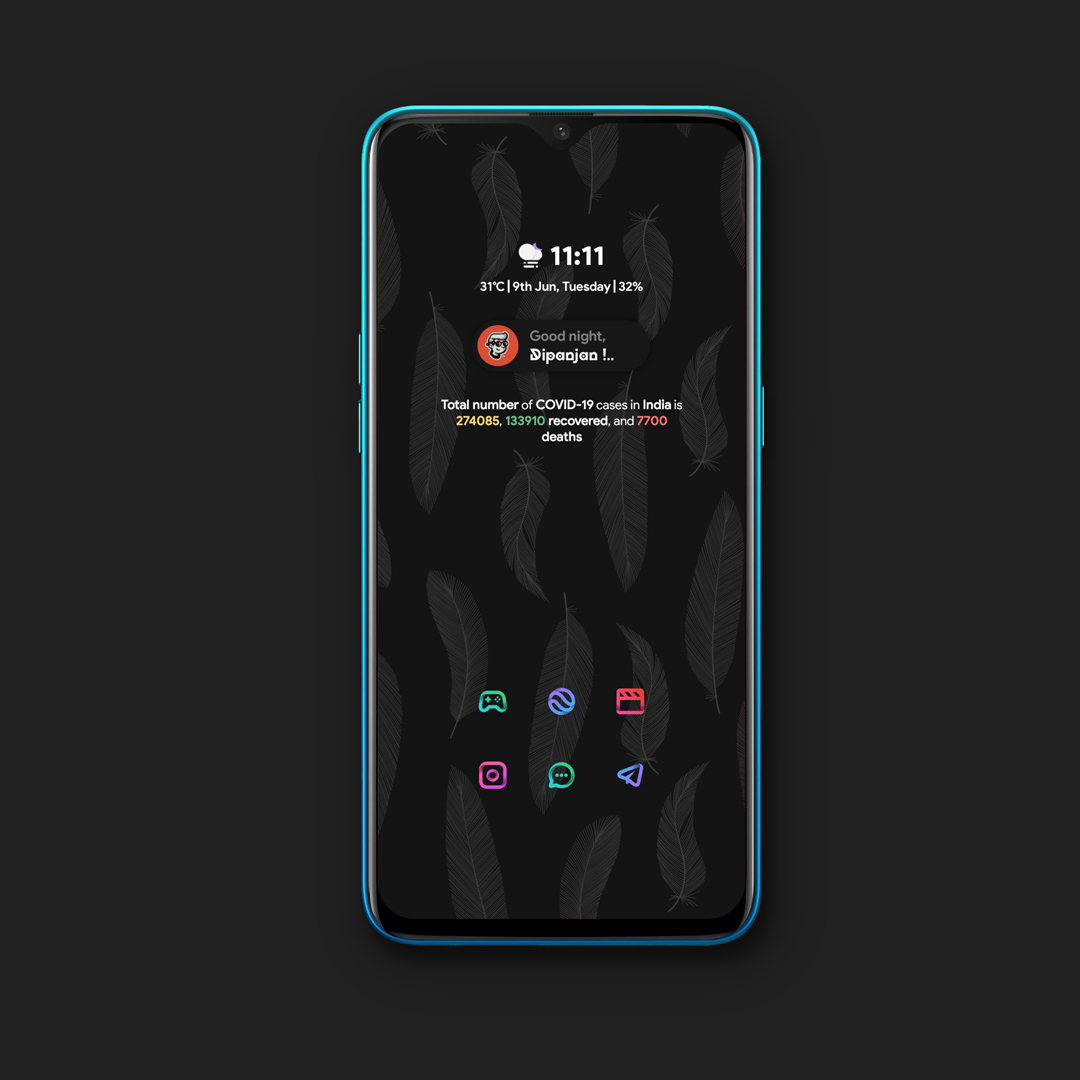 11:11
31°C | 9th Jun, Tuesday | 32%
Good night,
Dipanjan !..
Total number of COVID-19 cases in India is
274085, 133910 recovered, and 7700
deaths